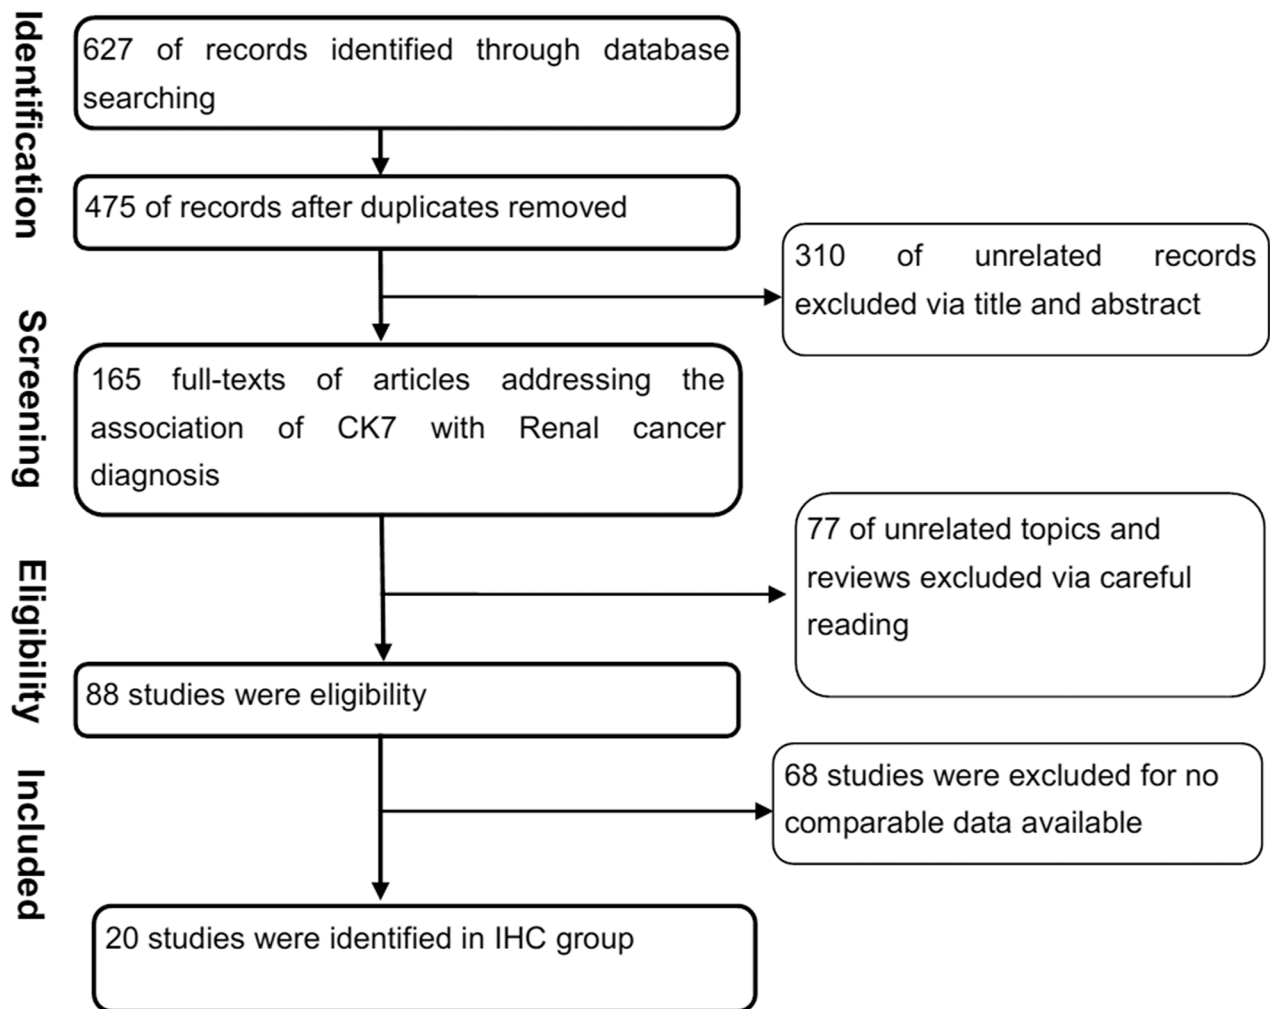 Identification
627 of records identified through database
searching
475 of records after duplicates removed
310 of unrelated records
excluded via title and abstract
Screening
165 full-texts of articles addressing the
association of CK7 with Renal cancer
diagnosis
77 of unrelated topics and
reviews excluded via careful
reading
Eligibility
88 studies were eligibility
68 studies were excluded for no
comparable data available
Included
20 studies were identified in IHC group